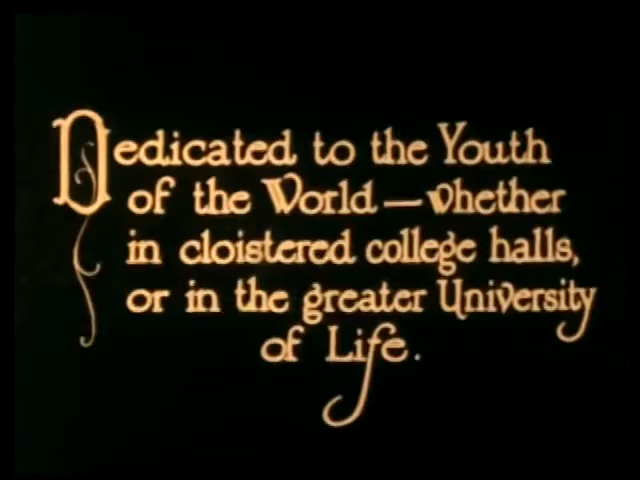 Dedicated to the Youth
of the World — whether
in cloistered college halls,
or in the greater University
of Life.